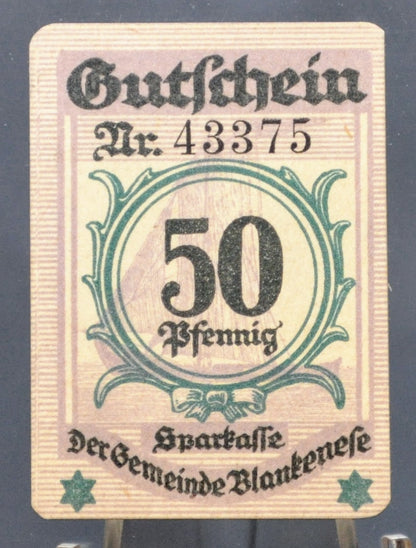 Gutschein
Nr. 43375
50
Pfennig
Sparkasse
Der Gemeinde Blankenese